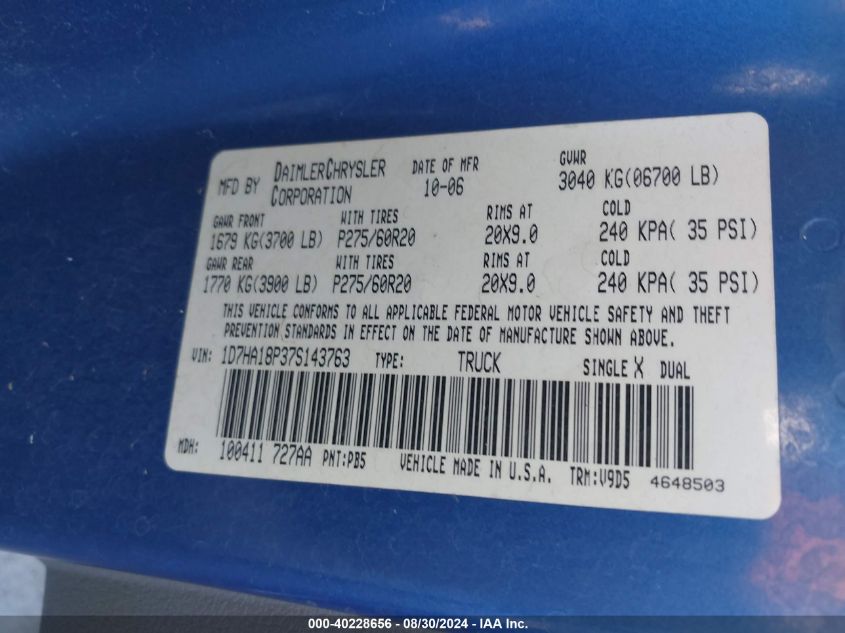 MFD BY DAIMLERCHRYSLER CORPORATION DATE OF MFR 10-06 GVWR 3040 KG(06700 LB)
GAWR FRONT WITH TIRES RIMS AT COLD
1679 KG(3700 LB) P275/60R20 20X9.0 240 KPA( 35 PSI)
GAWR REAR WITH TIRES RIMS AT COLD
1770 KG(3900 LB) P275/60R20 20X9.0 240 KPA( 35 PSI)
THIS VEHICLE CONFORMS TO ALL APPLICABLE FEDERAL MOTOR VEHICLE SAFETY AND THEFT
PREVENTION STANDARDS IN EFFECT ON THE DATE OF MANUFACTURE SHOWN ABOVE.
VIN: 1D7HA18P37S143763 TYPE: TRUCK SINGLE X DUAL
MDH: 100411 727AA PNT:PB5 VEHICLE MADE IN U.S.A. TRM:V9D5 4648503
000-40228656 - 08/30/2024 - IAA Inc.